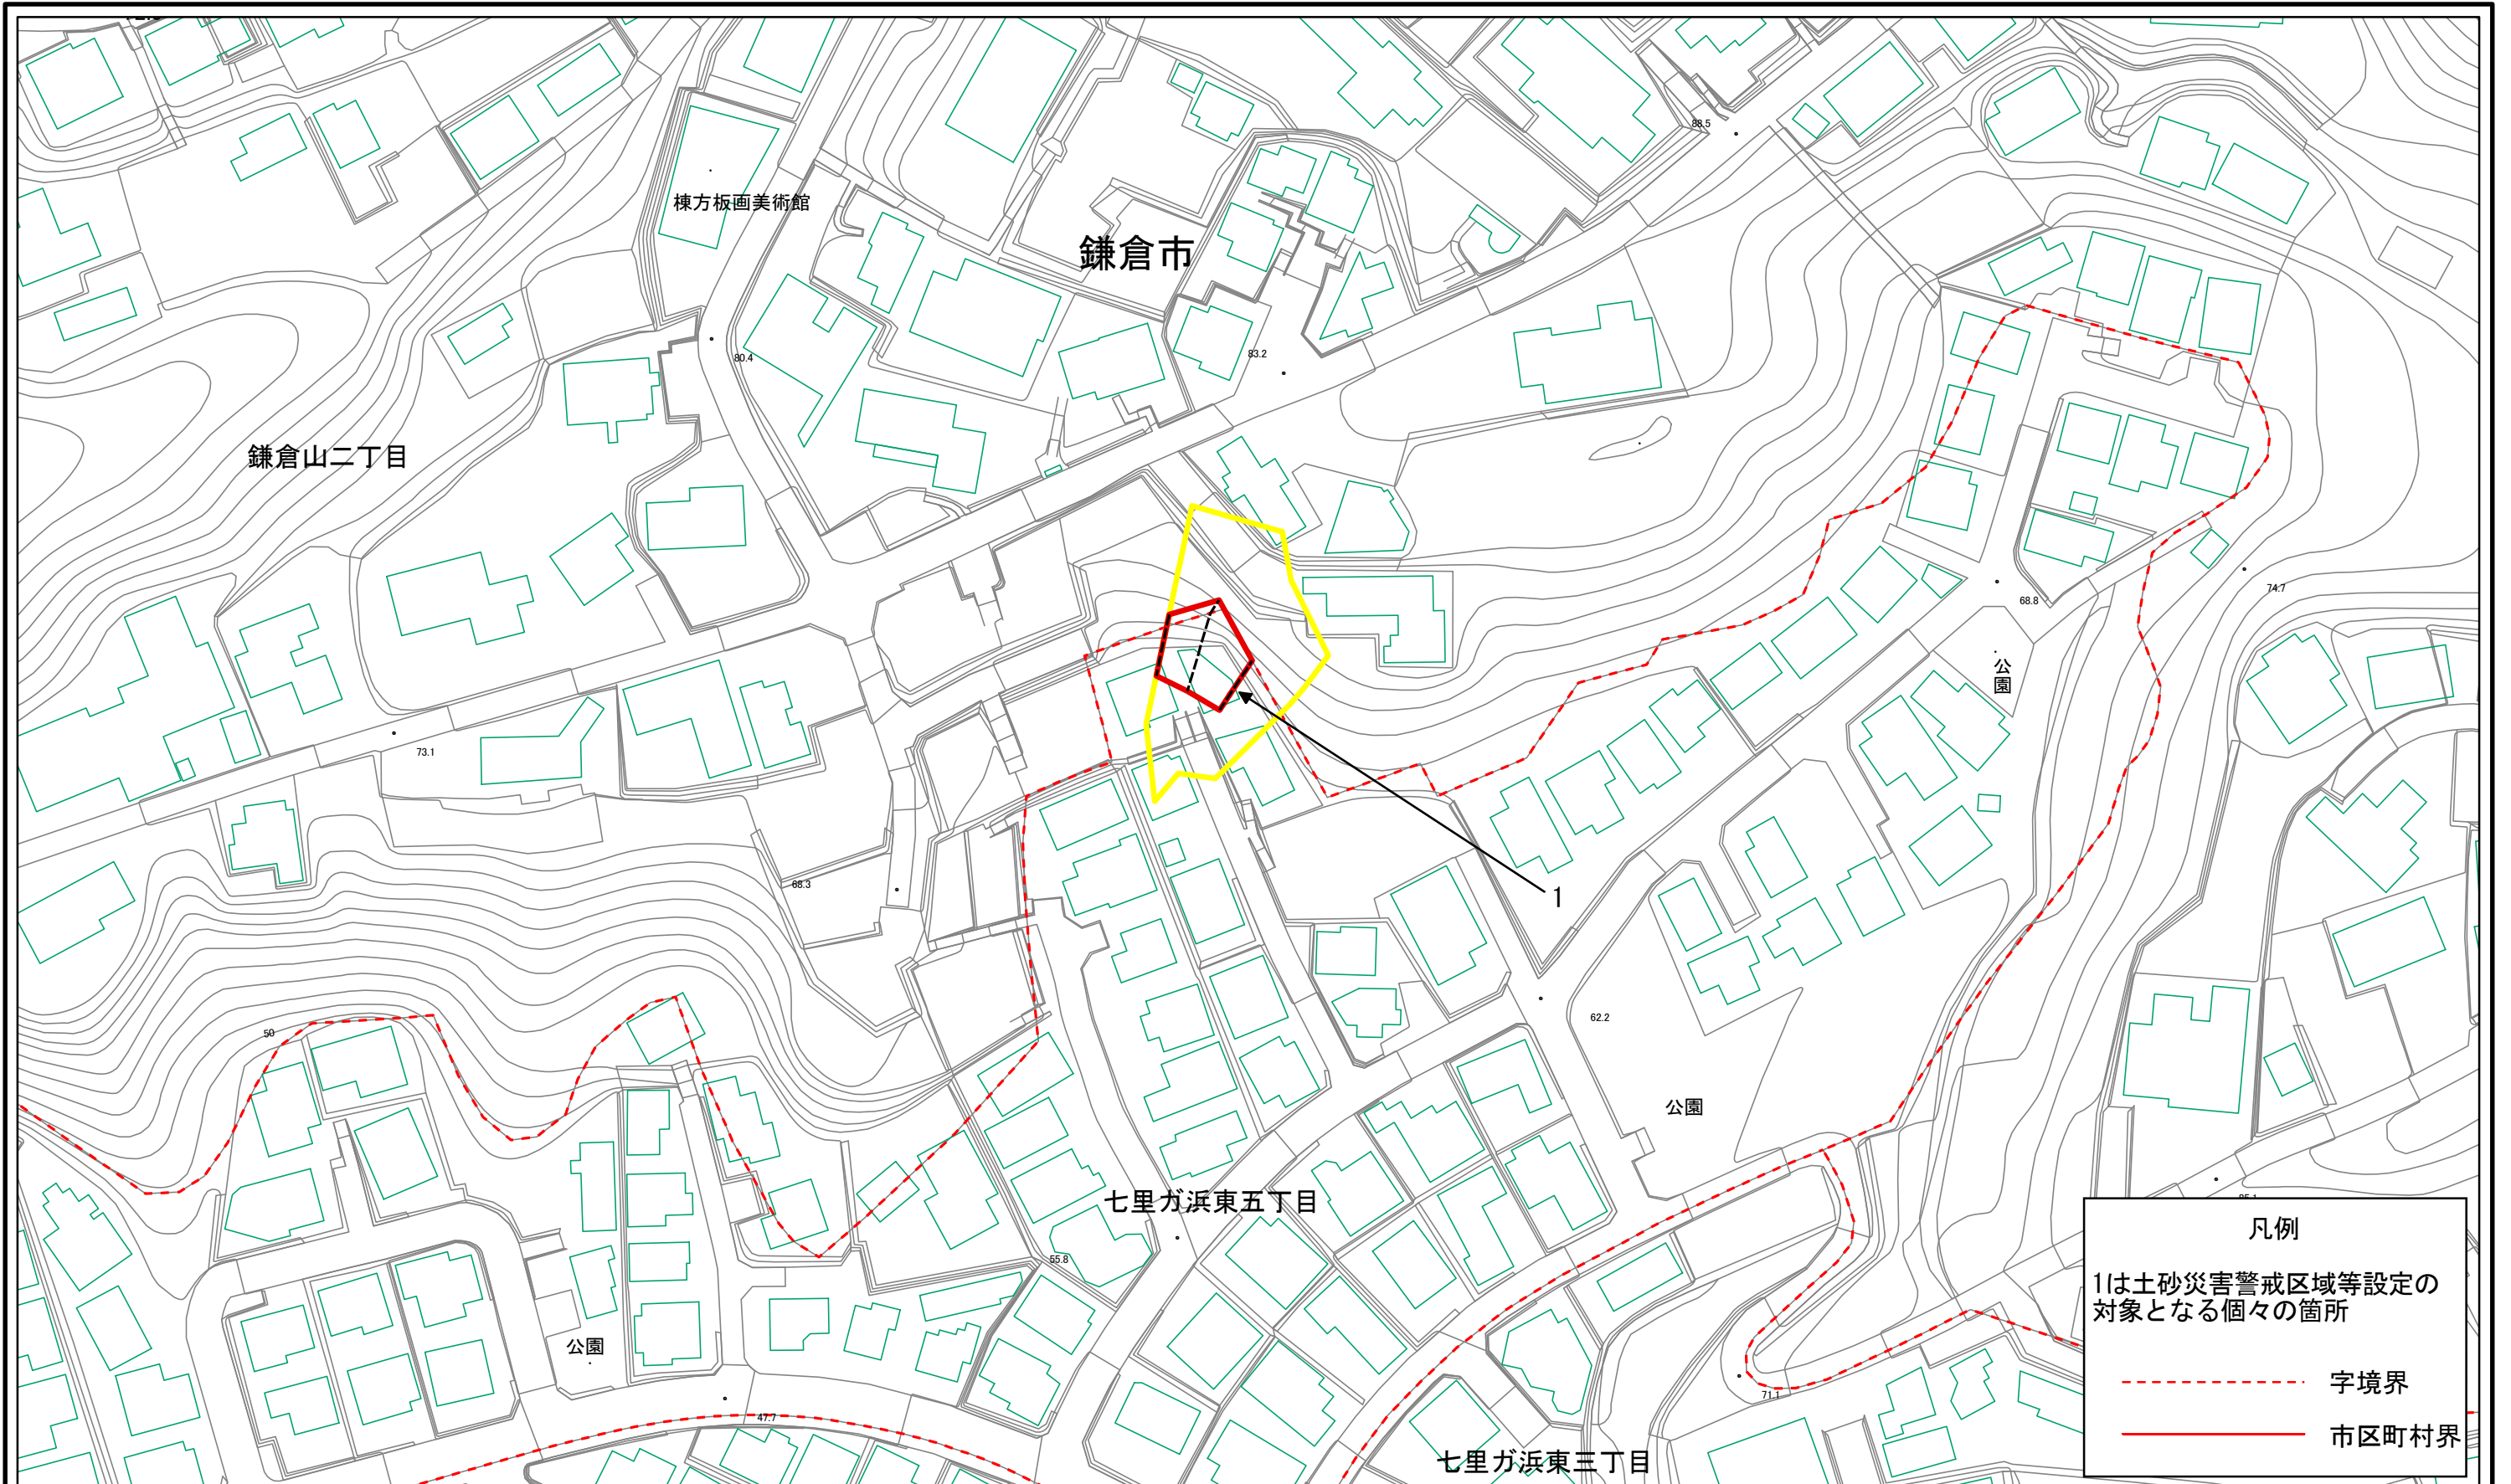 88.5
棟方板画美術館
鎌倉市
80.4
83.2
鎌倉山二丁目
74.7
68.8
公園
73.1
68.3
1
50
62.2
公園
七里ガ浜東五丁目
55.8
公園
71.1
47.7
七里ガ浜東三丁目
凡例
1は土砂災害警戒区域等設定の
対象となる個々の箇所
字境界
市区町村界